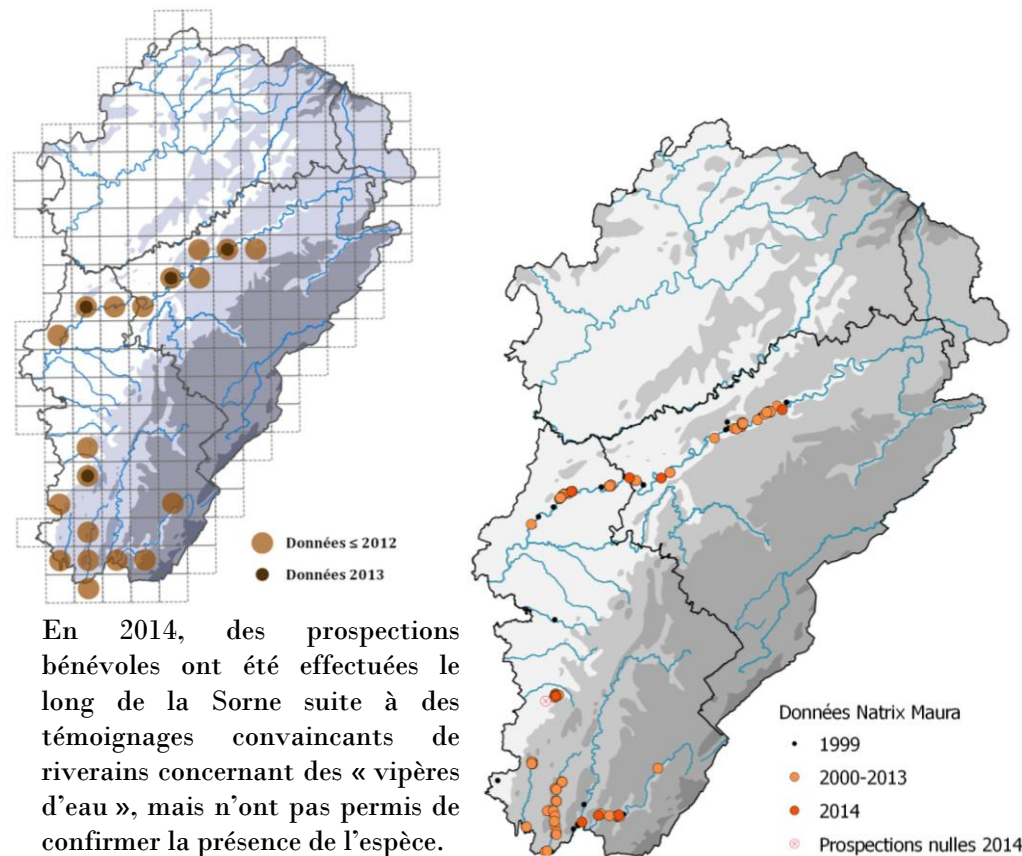 Données ≤ 2012
Données 2013
En 2014, des prospections
bénévoles ont été effectuées le
long de la Sorne suite à des
témoignages convaincants de
riverains concernant des « vipères
d'eau », mais n'ont pas permis de
confirmer la présence de l'espèce.
Données Natrix Maura
1999
2000-2013
2014
Prospections nulles 2014